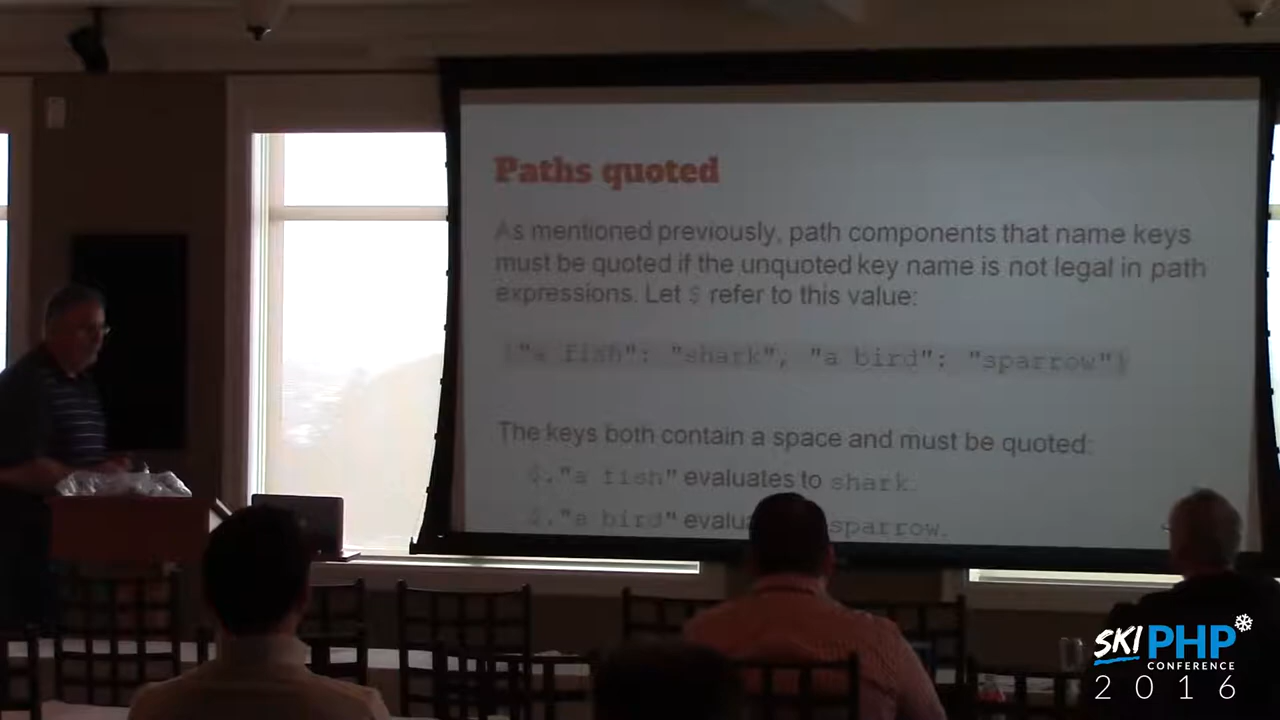 Paths quoted
As mentioned previously, path components that name keys
must be quoted if the unquoted key name is not legal in path
expressions. Let $ refer to this value:
{"a fish": "shark", "a bird": "sparrow"}
The keys both contain a space and must be quoted:
$."a fish" evaluates to shark.
$."a bird" evalua sparrow.
SKI PHP
CONFERENCE
2016